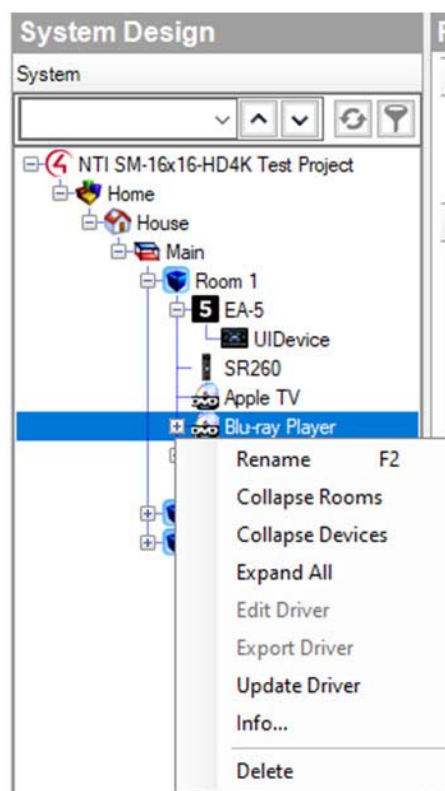 System Design
System
NTI SM-16x16-HD4K Test Project
Home
House
Main
Room 1
5 EA-5
UIDevice
SR260
Apple TV
Blu-ray Player
Rename F2
Collapse Rooms
Collapse Devices
Expand All
Edit Driver
Export Driver
Update Driver
Info...
Delete